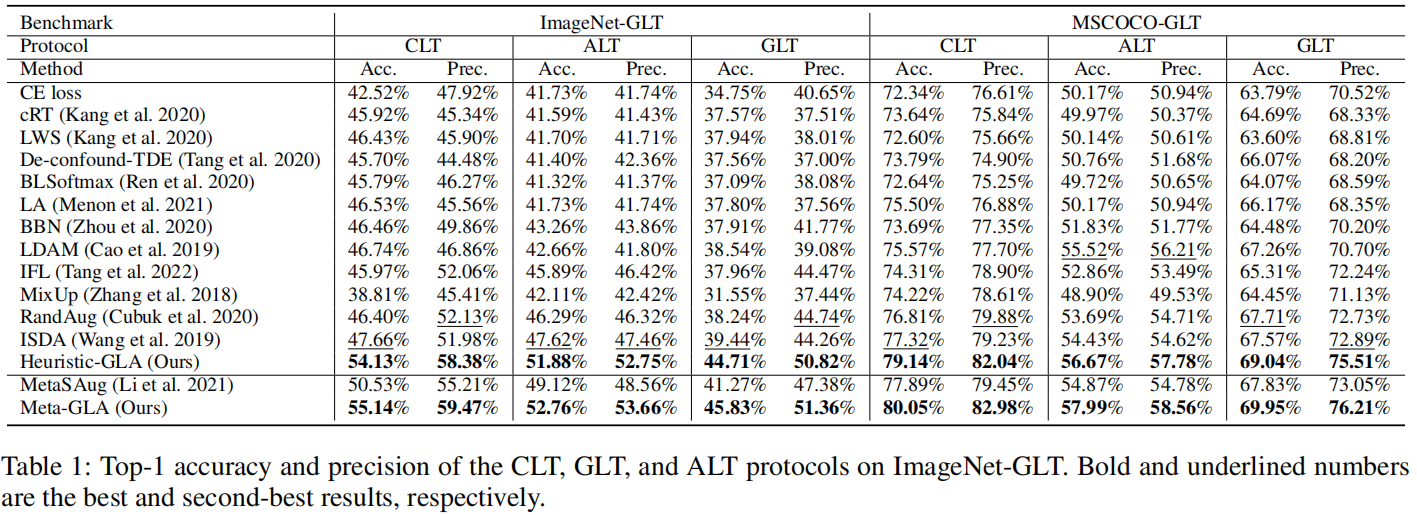 Benchmark ImageNet-GLT MSCOCO-GLT
Protocol CLT ALT GLT CLT ALT GLT
Method Acc. Prec. Acc. Prec. Acc. Prec. Acc. Prec. Acc. Prec. Acc. Prec.
CE loss 42.52% 47.92% 41.73% 41.74% 34.75% 40.65% 72.34% 76.61% 50.17% 50.94% 63.79% 70.52%
cRT (Kang et al. 2020) 45.92% 45.34% 41.59% 41.43% 37.57% 37.51% 73.64% 75.84% 49.97% 50.37% 64.69% 68.33%
LWS (Kang et al. 2020) 46.43% 45.90% 41.70% 41.71% 37.94% 38.01% 72.60% 75.66% 50.14% 50.61% 63.60% 68.81%
De-confound-TDE (Tang et al. 2020) 45.70% 44.48% 41.40% 42.36% 37.56% 37.00% 73.79% 74.90% 50.76% 51.68% 66.07% 68.20%
BLSoftmax (Ren et al. 2020) 45.79% 46.27% 41.32% 41.37% 37.09% 38.08% 72.64% 75.25% 49.72% 50.65% 64.07% 68.59%
LA (Menon et al. 2021) 46.53% 45.56% 41.73% 41.74% 37.80% 37.56% 75.50% 76.88% 50.17% 50.94% 66.17% 68.35%
BBN (Zhou et al. 2020) 46.46% 49.86% 43.26% 43.86% 37.91% 41.77% 73.69% 77.35% 51.83% 51.77% 64.48% 70.20%
LDAM (Cao et al. 2019) 46.74% 46.86% 42.66% 41.80% 38.54% 39.08% 75.57% 77.70% 55.52% 56.21% 67.26% 70.70%
IFL (Tang et al. 2022) 45.97% 52.06% 45.89% 46.42% 37.96% 44.47% 74.31% 78.90% 52.86% 53.49% 65.31% 72.24%
MixUp (Zhang et al. 2018) 38.81% 45.41% 42.11% 42.42% 31.55% 37.44% 74.22% 78.61% 48.90% 49.53% 64.45% 71.13%
RandAug (Cubuk et al. 2020) 46.40% 52.13% 46.29% 46.32% 38.24% 44.74% 76.81% 79.88% 53.69% 54.71% 67.71% 72.73%
ISDA (Wang et al. 2019) 47.66% 51.98% 47.62% 47.46% 39.44% 44.26% 77.32% 79.23% 54.43% 54.62% 67.57% 72.89%
Heuristic-GLA (Ours) 54.13% 58.38% 51.88% 52.75% 44.71% 50.82% 79.14% 82.04% 56.67% 57.78% 69.04% 75.51%
MetaSAug (Li et al. 2021) 50.53% 55.21% 49.12% 48.56% 41.27% 47.38% 77.89% 79.45% 54.87% 54.78% 67.83% 73.05%
Meta-GLA (Ours) 55.14% 59.47% 52.76% 53.66% 45.83% 51.36% 80.05% 82.98% 57.99% 58.56% 69.95% 76.21%
Table 1: Top-1 accuracy and precision of the CLT, GLT, and ALT protocols on ImageNet-GLT. Bold and underlined numbers
are the best and second-best results, respectively.